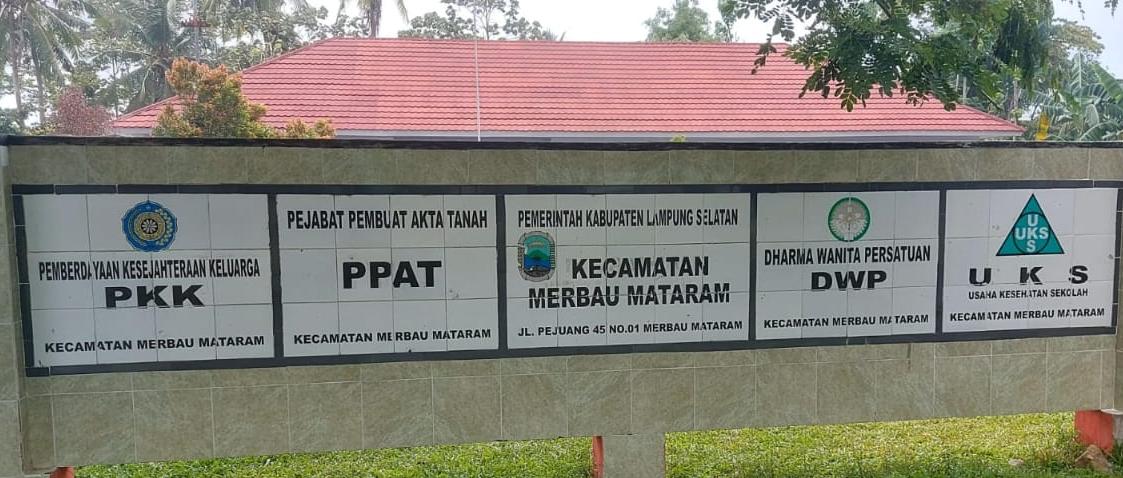 PEMBERDAYAAN KESEJAHTERAAN KELUARGA
PKK
KECAMATAN MERBAU MATARAM
PEJABAT PEMBUAT AKTA TANAH
PPAT
KECAMATAN MERBAU MATARAM
PEMERINTAH KABUPATEN LAMPUNG SELATAN
KECAMATAN
MERBAU MATARAM
JL. PEJUANG 45 NO.01 MERBAU MATARAM
DHARMA WANITA PERSATUAN
DWP
KECAMATAN MERBAU MATARAM
U
UKS
S
U K S
USAHA KESEHATAN SEKOLAH
KECAMATAN MERBAU MATARAM